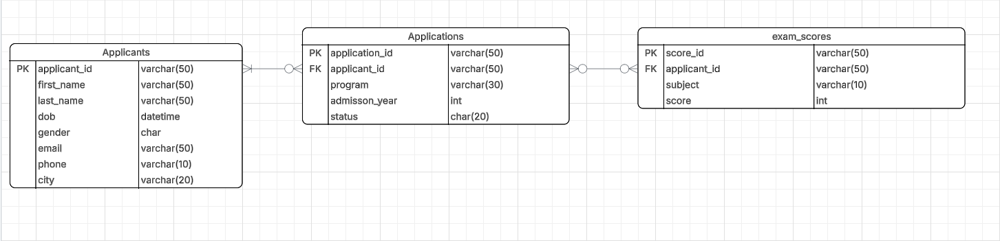 Applicants
PK applicant_id varchar(50)
first_name varchar(50)
last_name varchar(50)
dob datetime
gender char
email varchar(50)
phone varchar(10)
city varchar(20)
Applications
PK application_id varchar(50)
FK applicant_id varchar(50)
program varchar(30)
admisson_year int
status char(20)
exam_scores
PK score_id varchar(50)
FK applicant_id varchar(50)
subject varchar(10)
score int